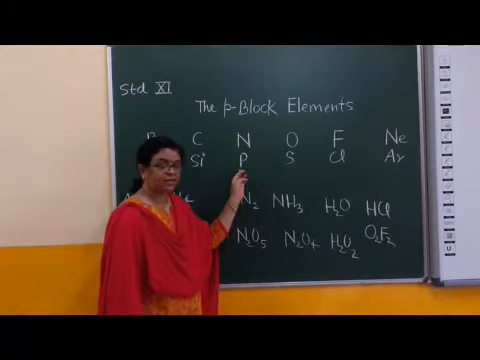 Std XI
The p-Block Elements
B C N O F Ne
Si P S Cl Ar
N₂ NH₃ H₂O HCl
N₂O₅ N₂O₄ H₂O₂ O₂F₂